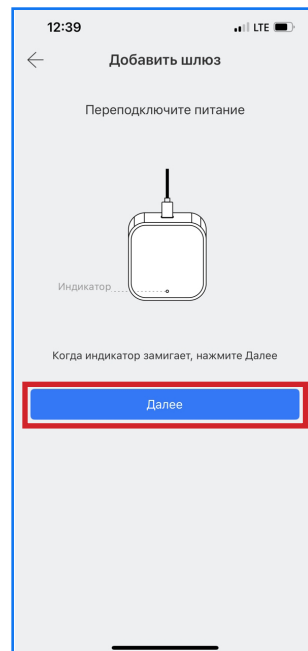 12:39
LTE
Добавить шлюз
Переподключите питание
Индикатор
Когда индикатор замигает, нажмите Далее
Далее